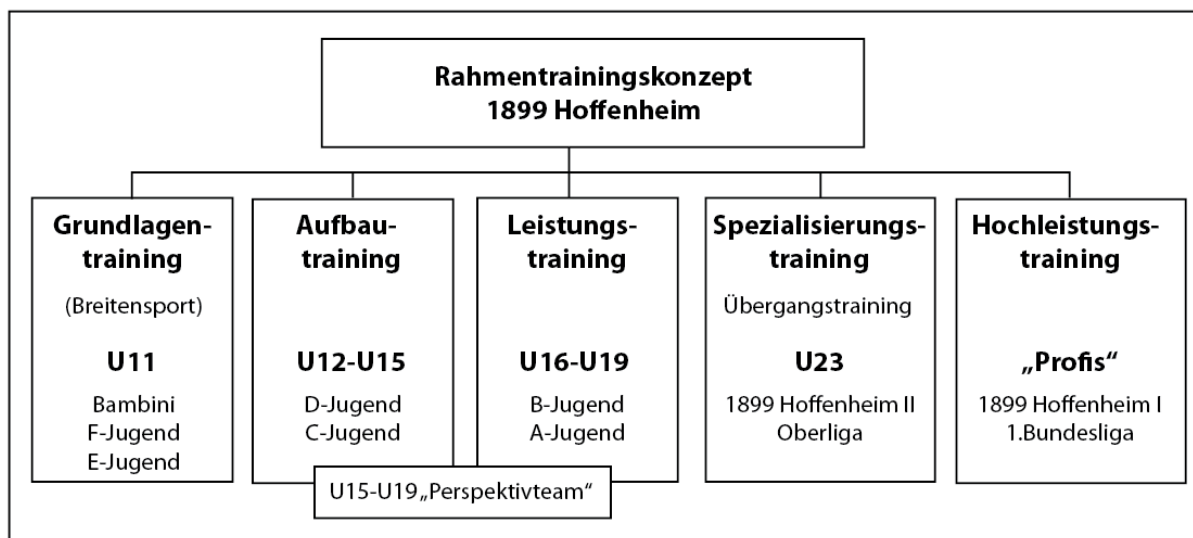 Rahmentrainingskonzept
1899 Hoffenheim
Grundlagen-
training
(Breitensport)
U11
Bambini
F-Jugend
E-Jugend
Aufbau-
training
U12-U15
D-Jugend
C-Jugend
Leistungs-
training
U16-U19
B-Jugend
A-Jugend
U15-U19 „Perspektivteam“
Spezialisierungs-
training
Übergangstraining
U23
1899 Hoffenheim II
Oberliga
Hochleistungs-
training
„Profis“
1899 Hoffenheim I
1.Bundesliga